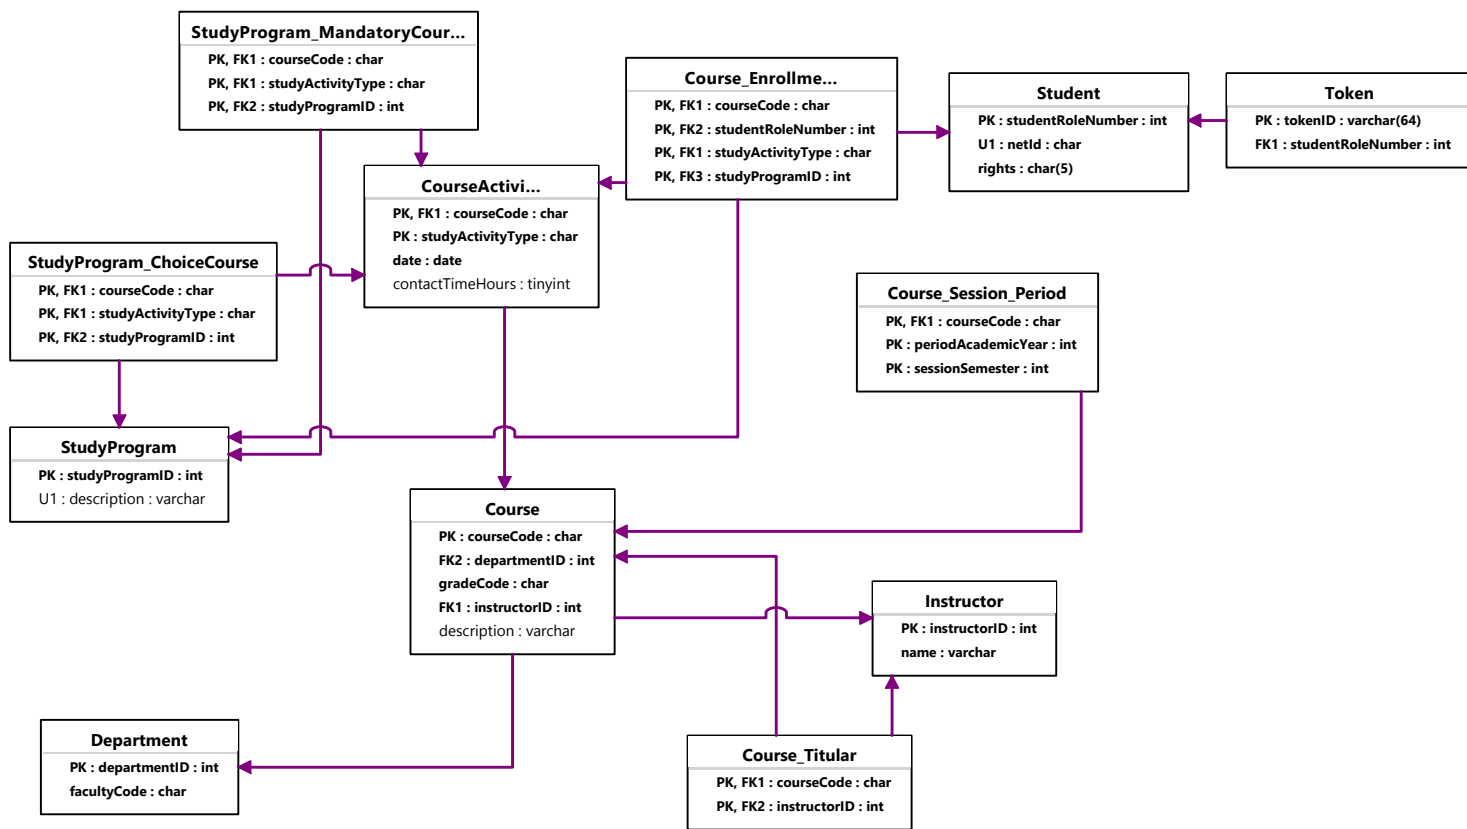 StudyProgram_MandatoryCour...
PK, FK1 : courseCode : char
PK, FK1 : studyActivityType : char
PK, FK2 : studyProgramID : int
Course_Enrollme...
PK, FK1 : courseCode : char
PK, FK2 : studentRoleNumber : int
PK, FK1 : studyActivityType : char
PK, FK3 : studyProgramID : int
Student
PK : studentRoleNumber : int
U1 : netId : char
rights : char(5)
Token
PK : tokenID : varchar(64)
FK1 : studentRoleNumber : int
CourseActivi...
PK, FK1 : courseCode : char
PK : studyActivityType : char
date : date
contactTimeHours : tinyint
StudyProgram_ChoiceCourse
PK, FK1 : courseCode : char
PK, FK1 : studyActivityType : char
PK, FK2 : studyProgramID : int
Course_Session_Period
PK, FK1 : courseCode : char
PK : periodAcademicYear : int
PK : sessionSemester : int
StudyProgram
PK : studyProgramID : int
U1 : description : varchar
Course
PK : courseCode : char
FK2 : departmentID : int
gradeCode : char
FK1 : instructorID : int
description : varchar
Instructor
PK : instructorID : int
name : varchar
Department
PK : departmentID : int
facultyCode : char
Course_Titular
PK, FK1 : courseCode : char
PK, FK2 : instructorID : int